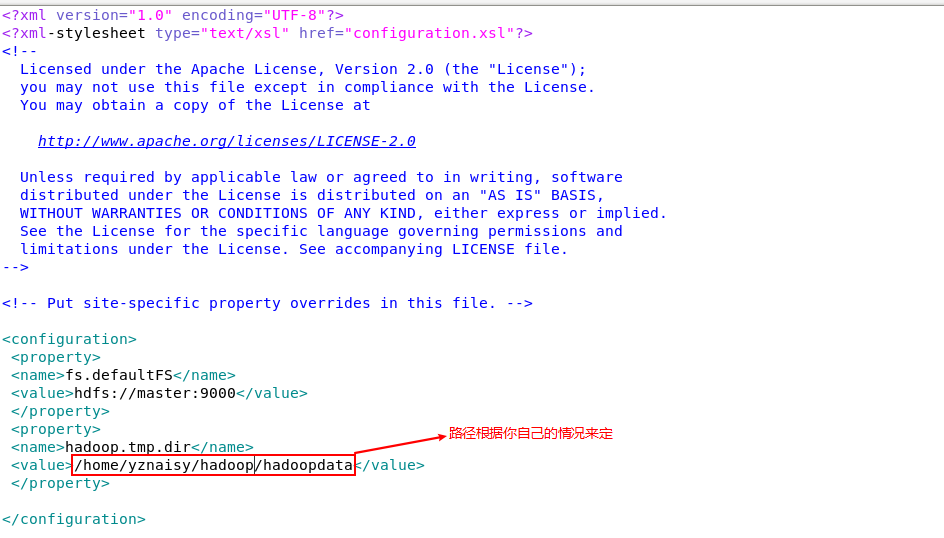 <?xml version="1.0" encoding="UTF-8"?>
<?xml-stylesheet type="text/xsl" href="configuration.xsl"?>
<!--
  Licensed under the Apache License, Version 2.0 (the "License");
  you may not use this file except in compliance with the License.
  You may obtain a copy of the License at

    http://www.apache.org/licenses/LICENSE-2.0

  Unless required by applicable law or agreed to in writing, software
  distributed under the License is distributed on an "AS IS" BASIS,
  WITHOUT WARRANTIES OR CONDITIONS OF ANY KIND, either express or implied.
  See the License for the specific language governing permissions and
  limitations under the License. See accompanying LICENSE file.
-->

<!-- Put site-specific property overrides in this file. -->

<configuration>
 <property>
 <name>fs.defaultFS</name>
 <value>hdfs://master:9000</value>
 </property>
 <property>
路径根据你自己的情况来定
 <name>hadoop.tmp.dir</name>
 <value>/home/yznaisy/hadoop/hadoopdata</value>
 </property>

</configuration>